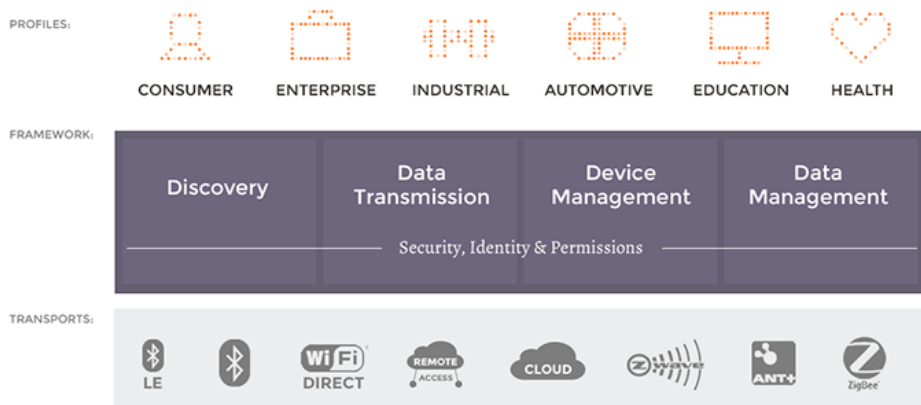 PROFILES:
CONSUMER ENTERPRISE INDUSTRIAL AUTOMOTIVE EDUCATION HEALTH
FRAMEWORK:
Discovery
Data
Transmission
Device
Management
Data
Management
Security, Identity & Permissions
TRANSPORTS:
LE
WiFi
DIRECT
REMOTE
ACCESS
CLOUD
Z wave
ANT+
ZigBee